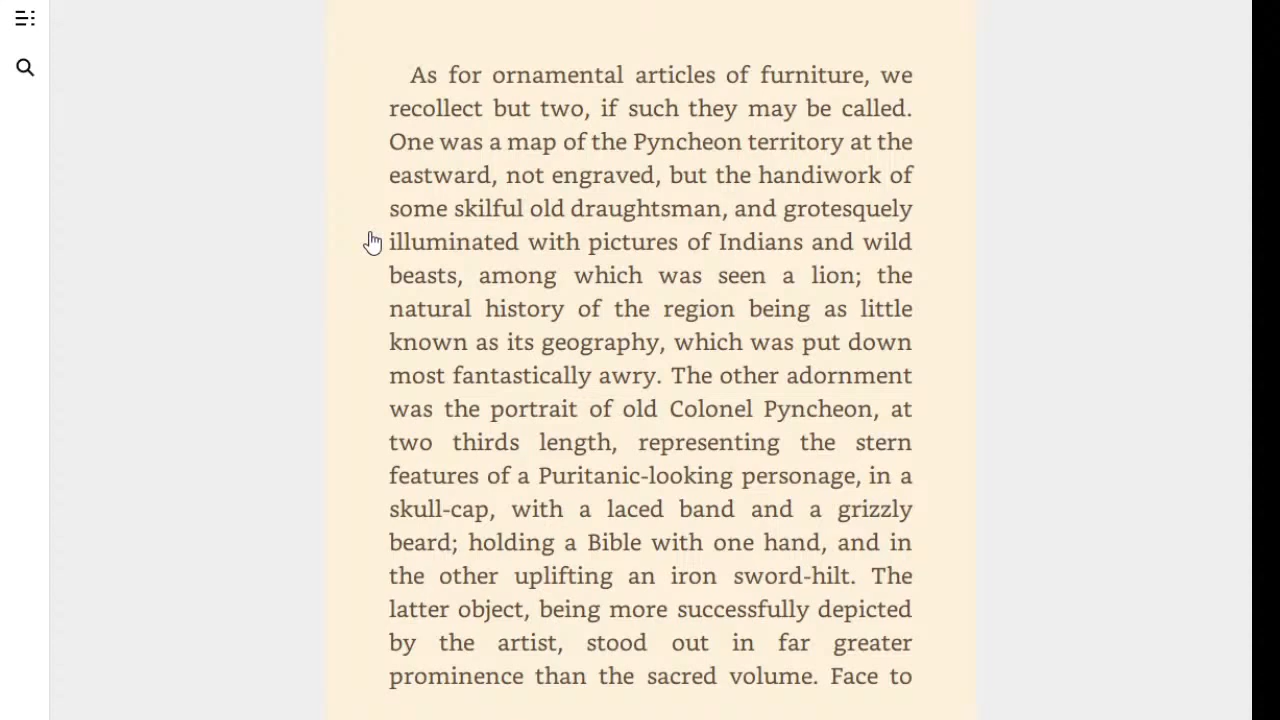 As for ornamental articles of furniture, we
recollect but two, if such they may be called.
One was a map of the Pyncheon territory at the
eastward, not engraved, but the handiwork of
some skilful old draughtsman, and grotesquely
illuminated with pictures of Indians and wild
beasts, among which was seen a lion; the
natural history of the region being as little
known as its geography, which was put down
most fantastically awry. The other adornment
was the portrait of old Colonel Pyncheon, at
two thirds length, representing the stern
features of a Puritanic-looking personage, in a
skull-cap, with a laced band and a grizzly
beard; holding a Bible with one hand, and in
the other uplifting an iron sword-hilt. The
latter object, being more successfully depicted
by the artist, stood out in far greater
prominence than the sacred volume. Face to